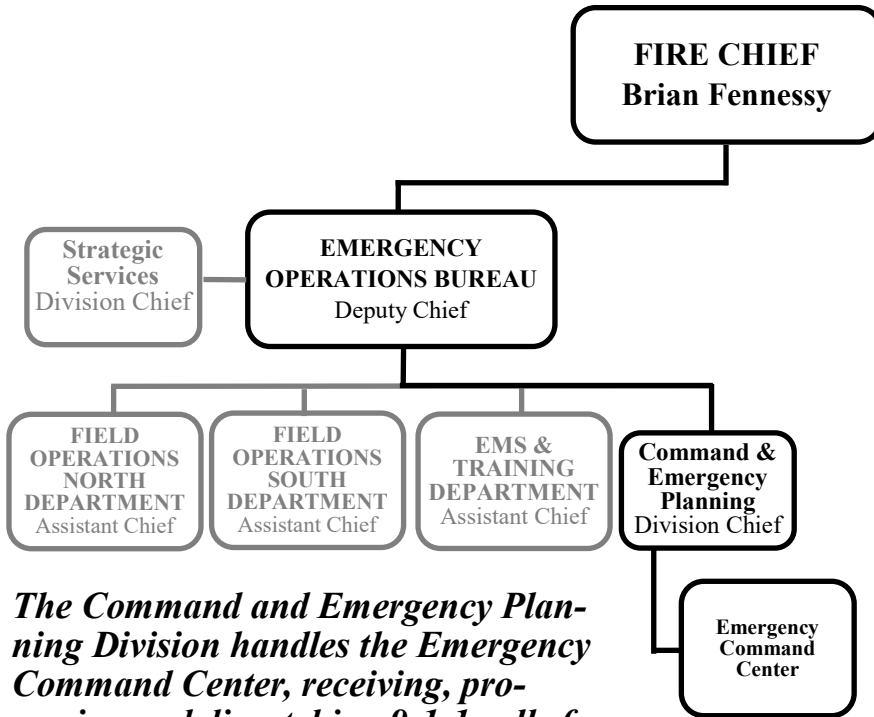 FIRE CHIEF
Brian Fennessy
EMERGENCY
OPERATIONS BUREAU
Deputy Chief
Strategic
Services
Division Chief
FIELD
OPERATIONS
NORTH
DEPARTMENT
Assistant Chief
FIELD
OPERATIONS
SOUTH
DEPARTMENT
Assistant Chief
EMS &
TRAINING
DEPARTMENT
Assistant Chief
Command &
Emergency
Planning
Division Chief
Emergency
Command
Center
The Command and Emergency Plan-
ning Division handles the Emergency
Command Center, receiving, pro-